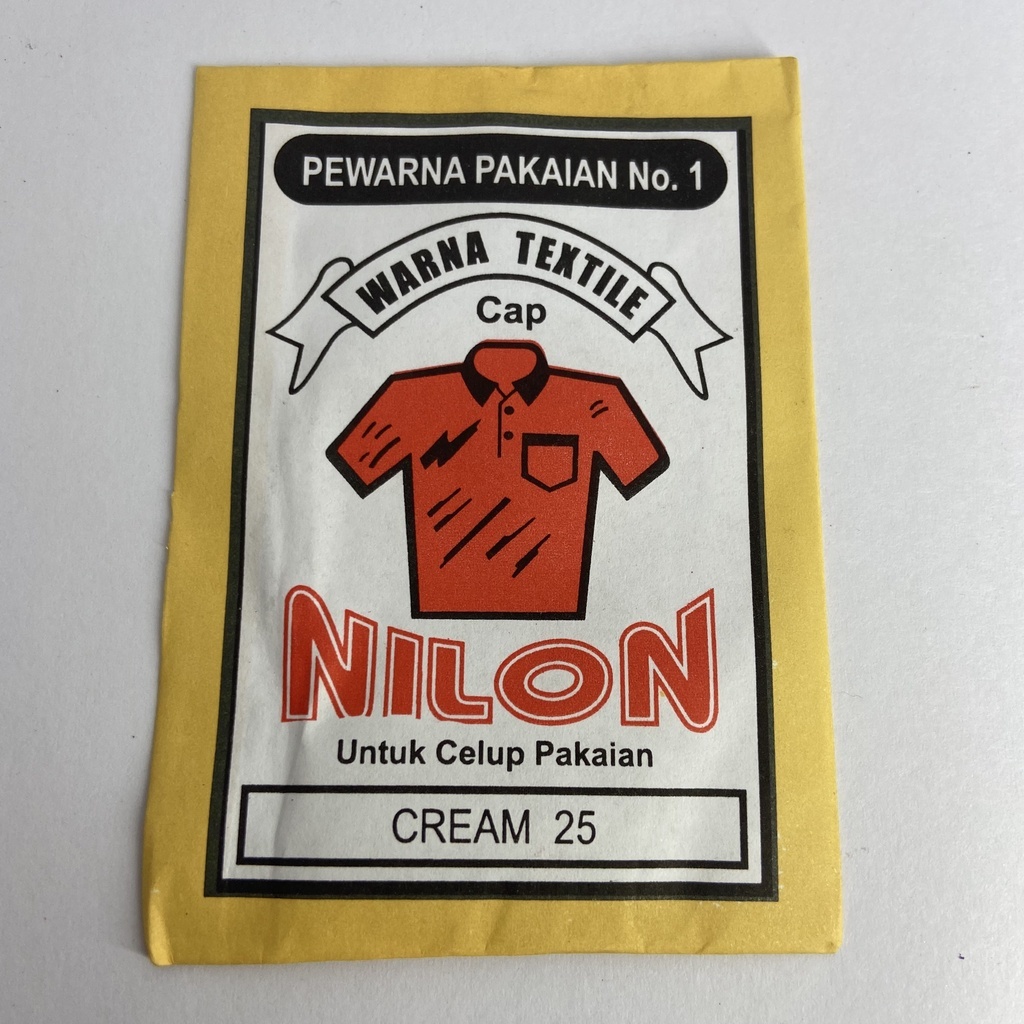 PEWARNA PAKAIAN No. 1
WARNA TEXTILE
Cap
NILON
Untuk Celup Pakaian
CREAM 25